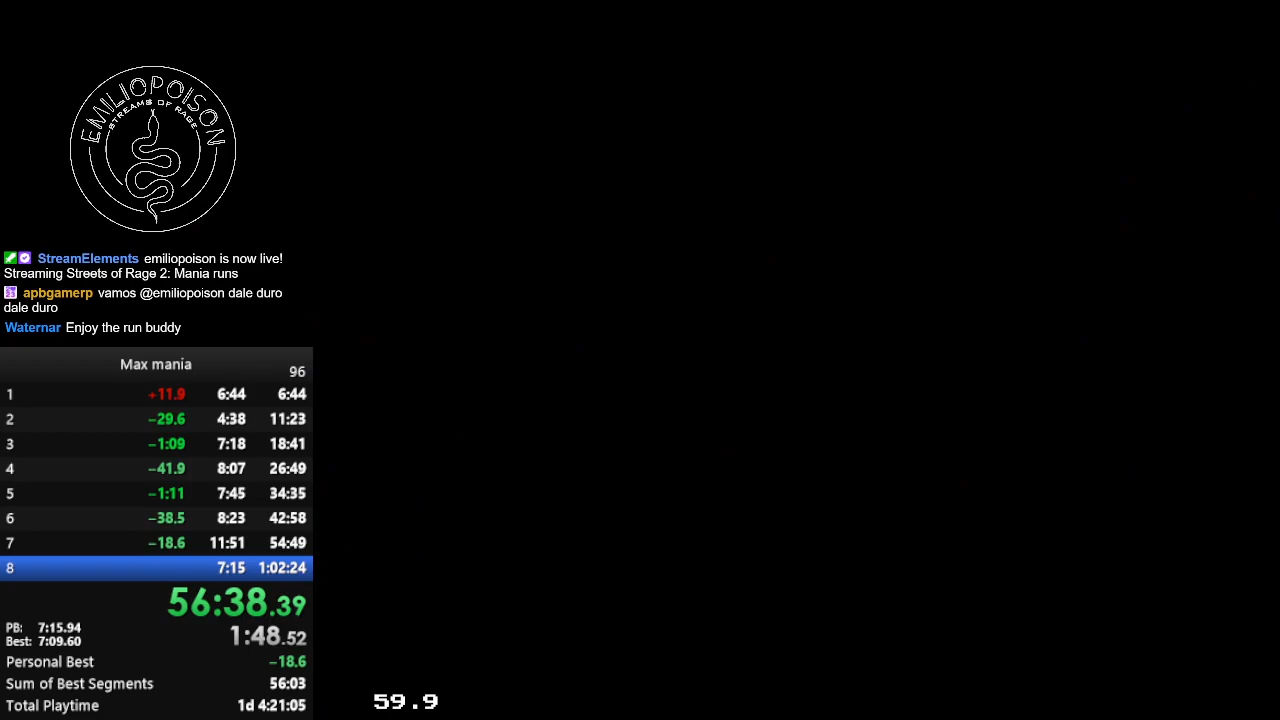 EMILIOPOISON
STREAMS OF RAGE
StreamElements emiliopoison is now live!
Streaming Streets of Rage 2: Mania runs
apbgamerp vamos @emiliopoison dale duro
dale duro
Waternar Enjoy the run buddy
Max mania
96
1 +11.9 6:44 6:44
2 −29.6 4:38 11:23
3 −1:09 7:18 18:41
4 −41.9 8:07 26:49
5 −1:11 7:45 34:35
6 −38.5 8:23 42:58
7 −18.6 11:51 54:49
8 7:15 1:02:24
56:38.39
PB: 7:15.94
Best: 7:09.60
1:48.52
Personal Best −18.6
Sum of Best Segments 56:03
Total Playtime 1d 4:21:05
59.9